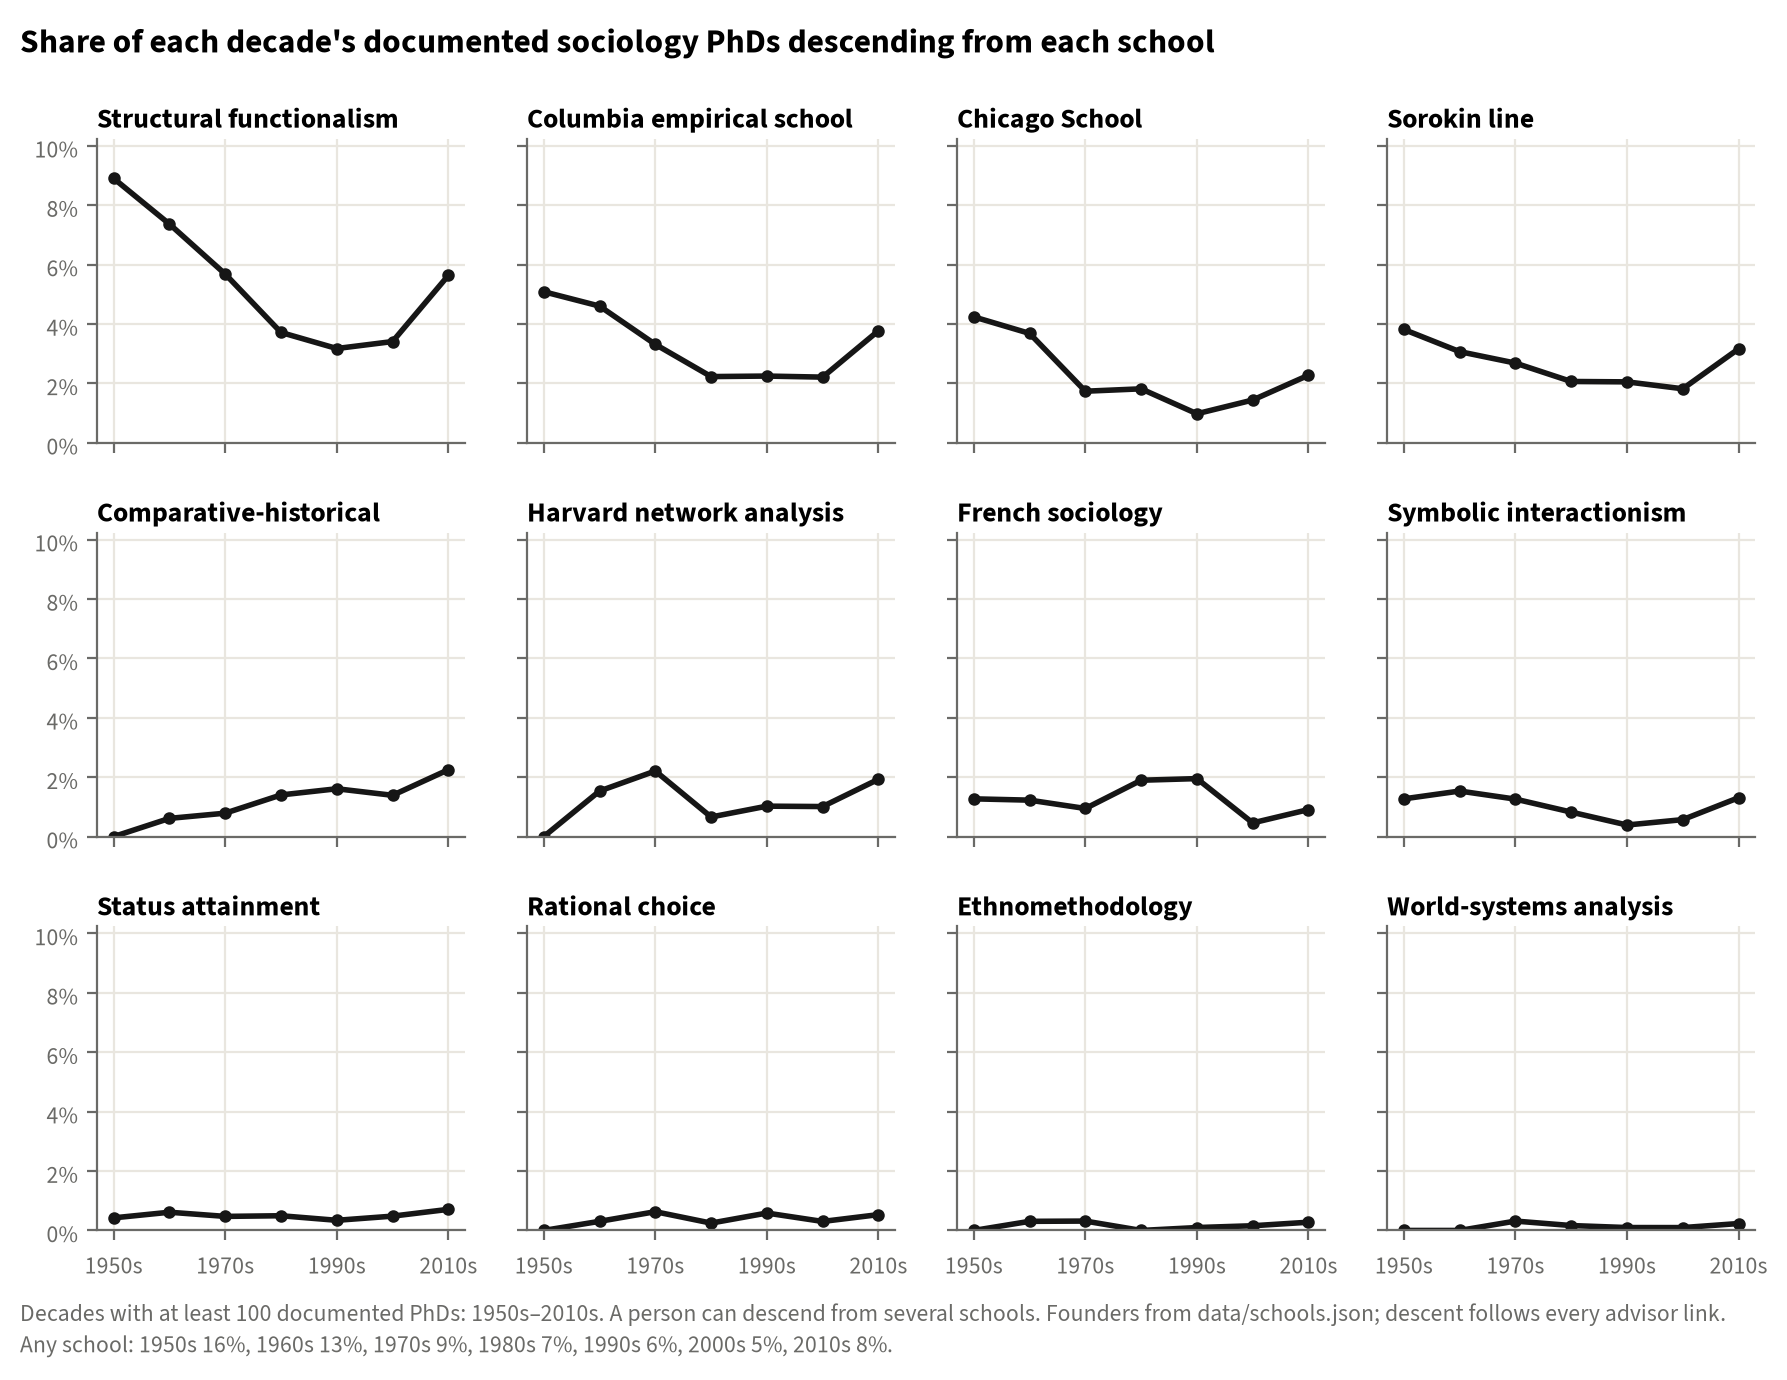 Share of each decade's documented sociology PhDs descending from each school
Structural functionalism
Columbia empirical school
Chicago School
Sorokin line
10%
8%
6%
4%
2%
0%
Comparative-historical
Harvard network analysis
French sociology
Symbolic interactionism
10%
8%
6%
4%
2%
0%
Status attainment
Rational choice
Ethnomethodology
World-systems analysis
10%
8%
6%
4%
2%
0%
1950s 1970s 1990s 2010s
1950s 1970s 1990s 2010s
1950s 1970s 1990s 2010s
1950s 1970s 1990s 2010s
Decades with at least 100 documented PhDs: 1950s–2010s. A person can descend from several schools. Founders from data/schools.json; descent follows every advisor link.
Any school: 1950s 16%, 1960s 13%, 1970s 9%, 1980s 7%, 1990s 6%, 2000s 5%, 2010s 8%.